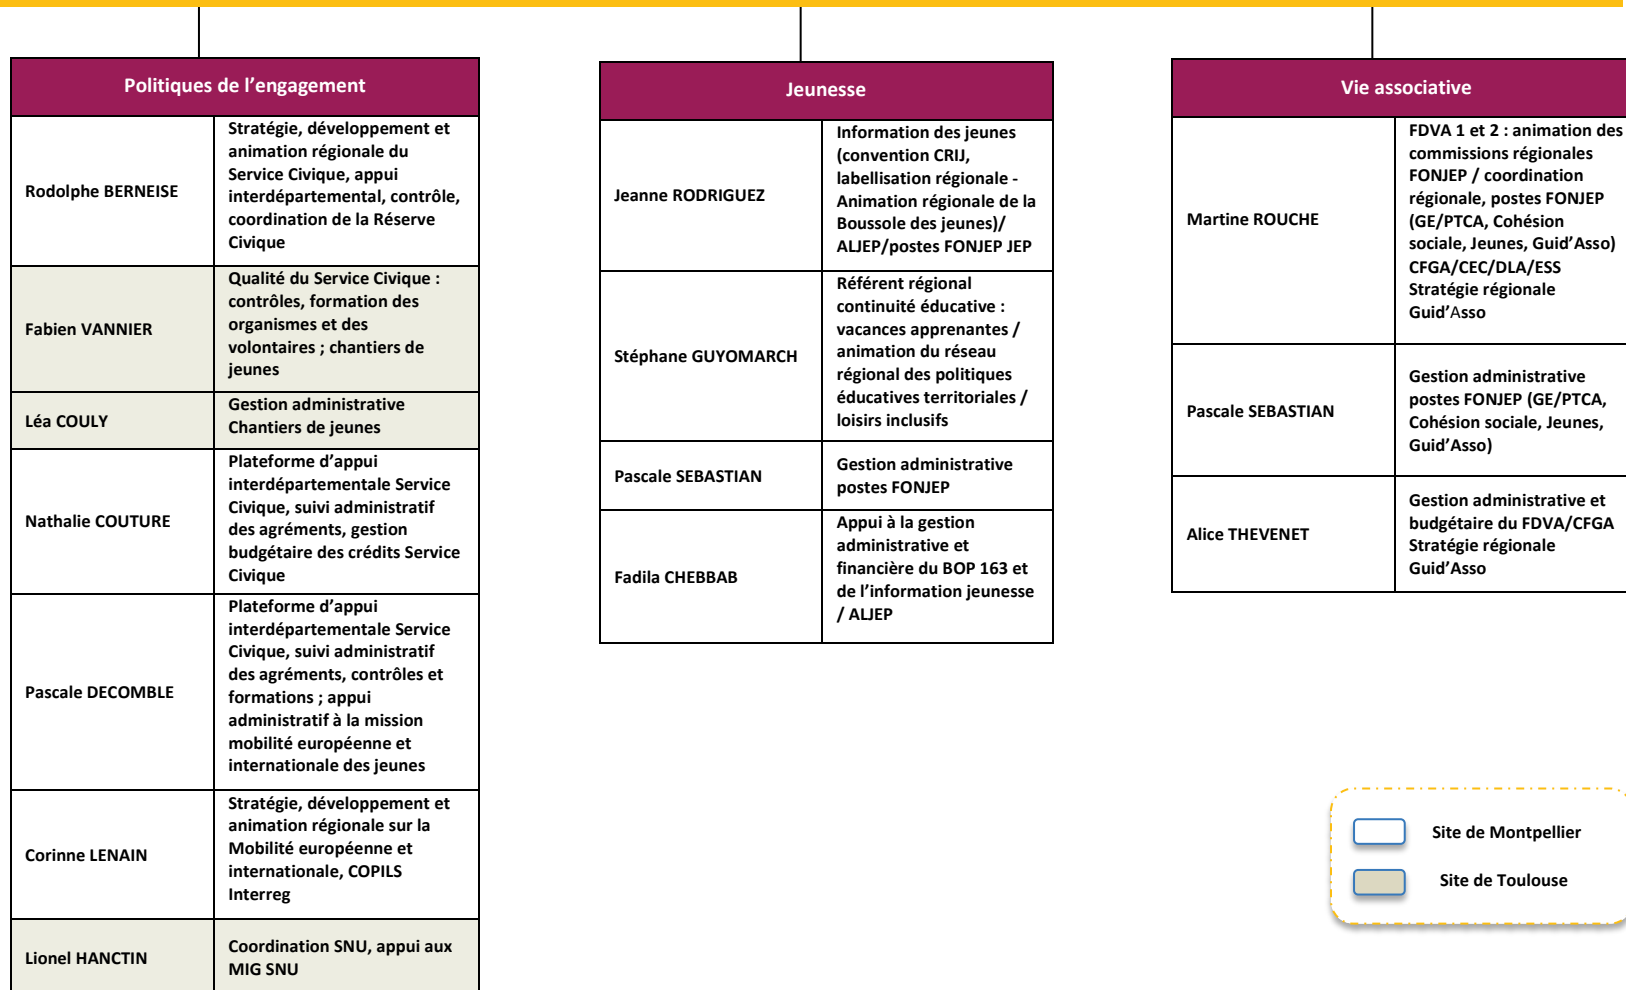 Politiques de l’engagement
Rodolphe BERNEISE
Stratégie, développement et
animation régionale du
Service Civique, appui
interdépartemental, contrôle,
coordination de la Réserve
Civique
Fabien VANNIER
Qualité du Service Civique :
contrôles, formation des
organismes et des
volontaires ; chantiers de
jeunes
Léa COULY
Gestion administrative
Chantiers de jeunes
Nathalie COUTURE
Plateforme d’appui
interdépartementale Service
Civique, suivi administratif
des agréments, gestion
budgétaire des crédits Service
Civique
Pascale DECOMBLE
Plateforme d’appui
interdépartementale Service
Civique, suivi administratif
des agréments, contrôles et
formations ; appui
administratif à la mission
mobilité européenne et
internationale des jeunes
Corinne LENAIN
Stratégie, développement et
animation régionale sur la
Mobilité européenne et
internationale, COPILS
Interreg
Lionel HANCTIN
Coordination SNU, appui aux
MIG SNU
Jeunesse
Jeanne RODRIGUEZ
Information des jeunes
(convention CRIJ,
labellisation régionale -
Animation régionale de la
Boussole des jeunes)/
ALJEP/postes FONJEP JEP
Stéphane GUYOMARCH
Référent régional
continuité éducative :
vacances apprenantes /
animation du réseau
régional des politiques
éducatives territoriales /
loisirs inclusifs
Pascale SEBASTIAN
Gestion administrative
postes FONJEP
Fadila CHEBBAB
Appui à la gestion
administrative et
financière du BOP 163 et
de l’information jeunesse
/ ALJEP
Vie associative
Martine ROUCHE
FDVA 1 et 2 : animation des
commissions régionales
FONJEP / coordination
régionale, postes FONJEP
(GE/PTCA, Cohésion
sociale, Jeunes, Guid’Asso)
CFGA/CEC/DLA/ESS
Stratégie régionale
Guid’Asso
Pascale SEBASTIAN
Gestion administrative
postes FONJEP (GE/PTCA,
Cohésion sociale, Jeunes,
Guid’Asso)
Alice THEVENET
Gestion administrative et
budgétaire du FDVA/CFGA
Stratégie régionale
Guid’Asso
Site de Montpellier
Site de Toulouse